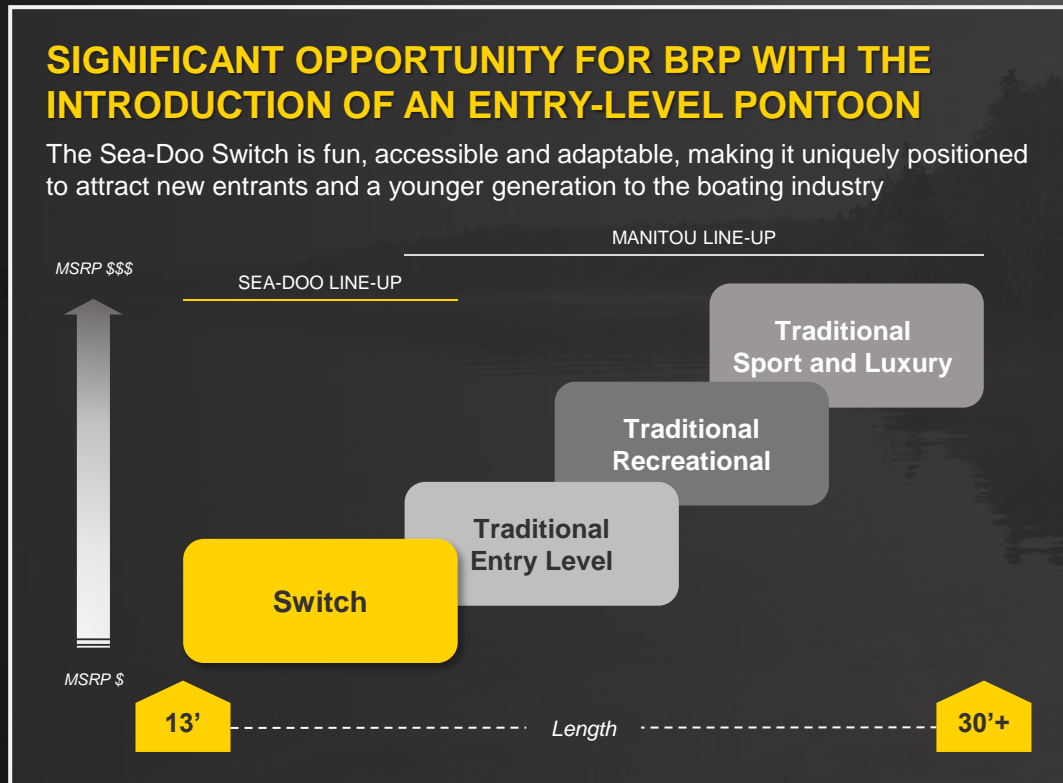 SIGNIFICANT OPPORTUNITY FOR BRP WITH THE
INTRODUCTION OF AN ENTRY-LEVEL PONTOON
The Sea-Doo Switch is fun, accessible and adaptable, making it uniquely positioned
to attract new entrants and a younger generation to the boating industry
MANITOU LINE-UP
MSRP $$$
SEA-DOO LINE-UP
Traditional
Sport and Luxury
Traditional
Recreational
Traditional
Entry Level
Switch
MSRP $
13’
Length
30’+